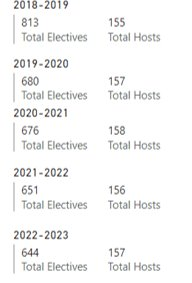 2018-2019
813 155
Total Electives Total Hosts
2019-2020
680 157
Total Electives Total Hosts
2020-2021
676 158
Total Electives Total Hosts
2021-2022
651 156
Total Electives Total Hosts
2022-2023
644 157
Total Electives Total Hosts